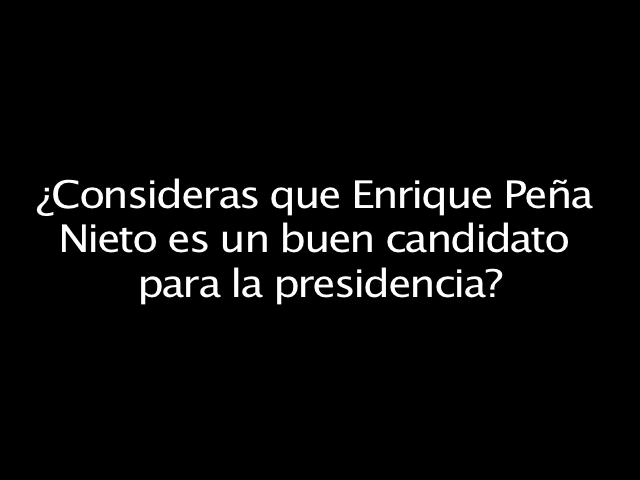 ¿Consideras que Enrique Peña
Nieto es un buen candidato
para la presidencia?